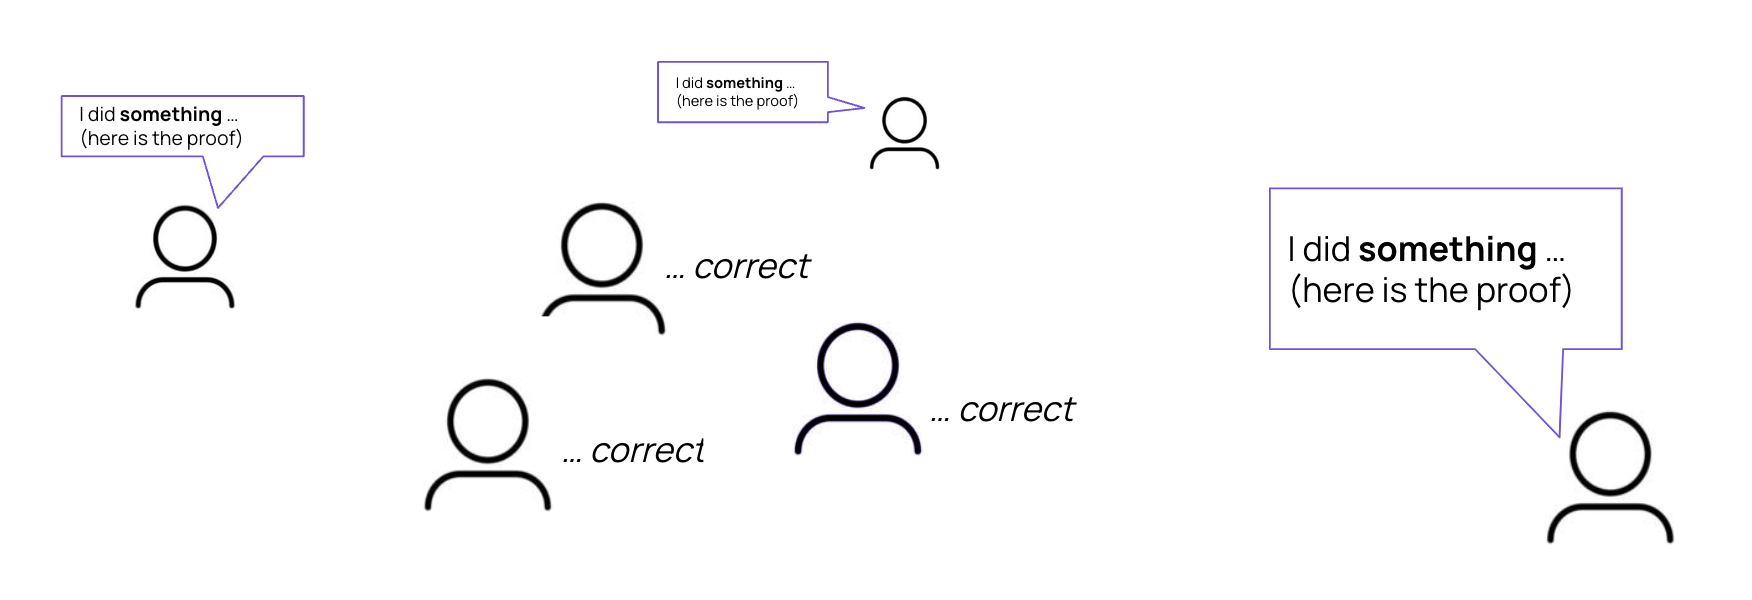 I did something ...
(here is the proof)
I did something ...
(here is the proof)
... correct
... correct
... correct
I did something ...
(here is the proof)